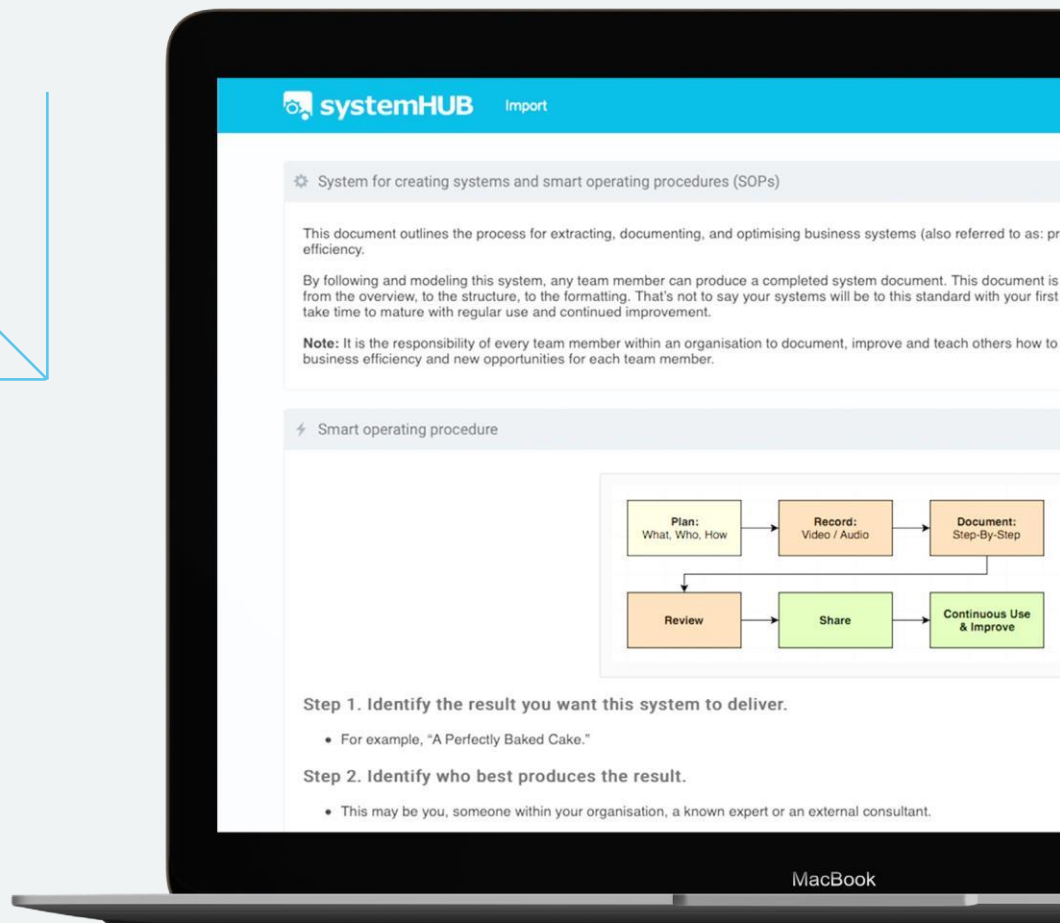 systemHUB Import
System for creating systems and smart operating procedures (SOPs)
This document outlines the process for extracting, documenting, and optimising business systems (also referred to as: pr
efficiency.
By following and modeling this system, any team member can produce a completed system document. This document is
from the overview, to the structure, to the formatting. That's not to say your systems will be to this standard with your first
take time to mature with regular use and continued improvement.
Note: It is the responsibility of every team member within an organisation to document, improve and teach others how to
business efficiency and new opportunities for each team member.
Smart operating procedure
Plan:
What, Who, How
Record:
Video / Audio
Document:
Step-By-Step
Review
Share
Continuous Use
& Improve
Step 1. Identify the result you want this system to deliver.
For example, “A Perfectly Baked Cake.”
Step 2. Identify who best produces the result.
This may be you, someone within your organisation, a known expert or an external consultant.
MacBook